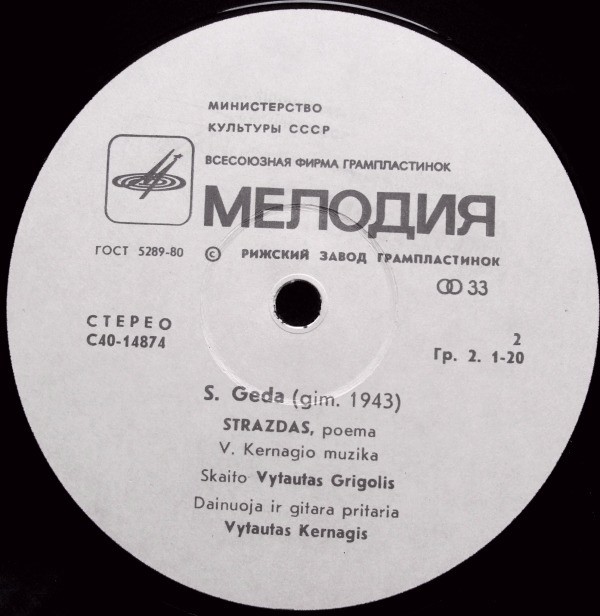 МИНИСТЕРСТВО
КУЛЬТУРЫ СССР
ВСЕСОЮЗНАЯ ФИРМА ГРАМПЛАСТИНОК
МЕЛОДИЯ
ГОСТ 5289-80 © РИЖСКИЙ ЗАВОД ГРАМПЛАСТИНОК
33
СТЕРЕО
С40-14874
2
Гр. 2. 1-20
S. Geda (gim. 1943)
STRAZDAS, poema
V. Kernagio muzika
Skaito Vytautas Grigolis
Dainuoja ir gitara pritaria
Vytautas Kernagis